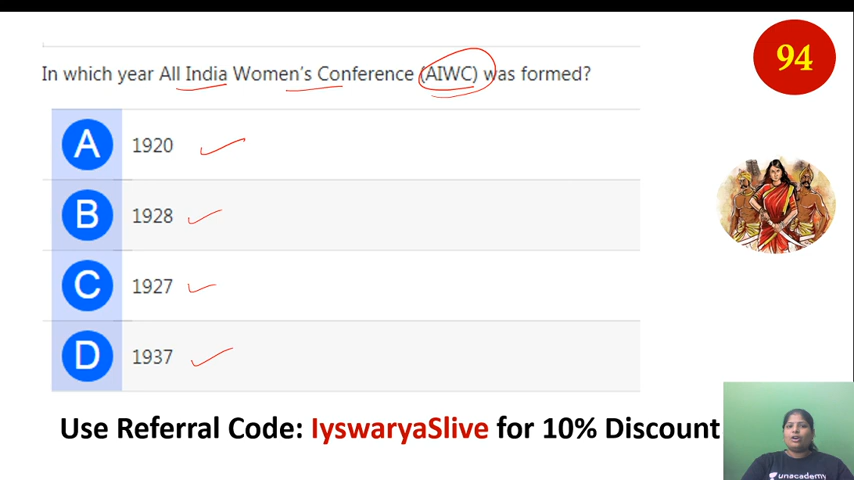 94
In which year All India Women's Conference (AIWC) was formed?
A 1920
B 1928
C 1927
D 1937
Use Referral Code: IyswaryaSlive for 10% Discount
unacademy